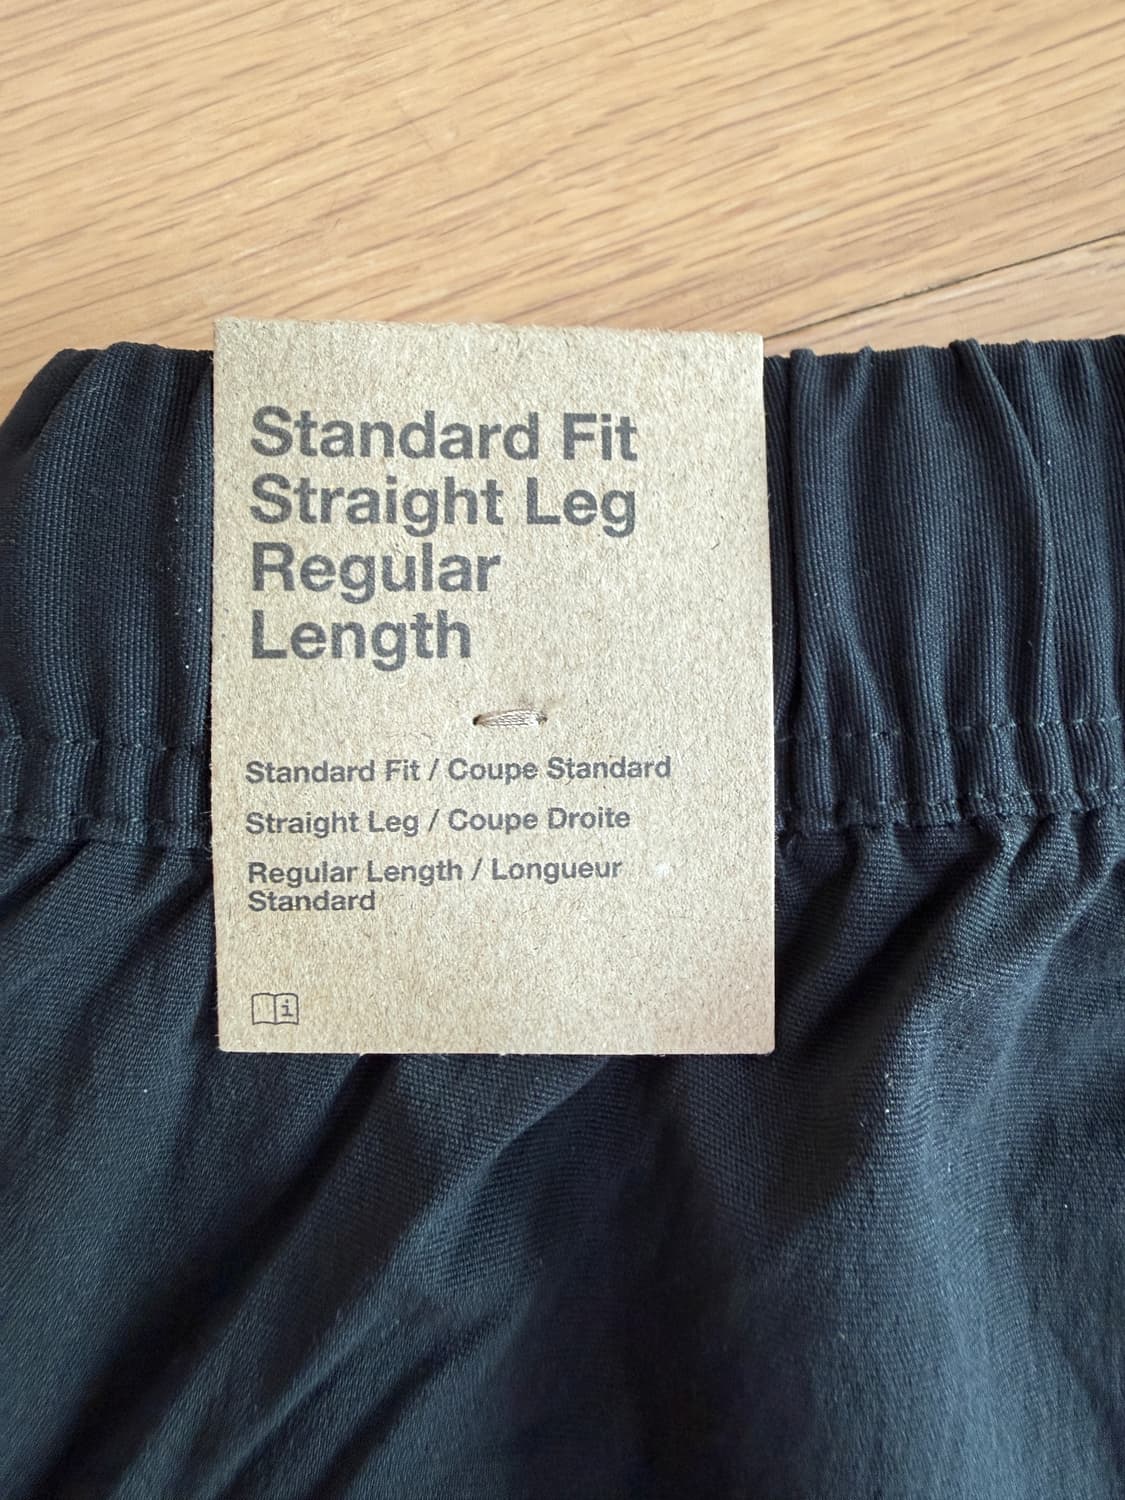 Standard Fit
Straight Leg
Regular
Length
Standard Fit / Coupe Standard
Straight Leg / Coupe Droite
Regular Length / Longueur
Standard
i